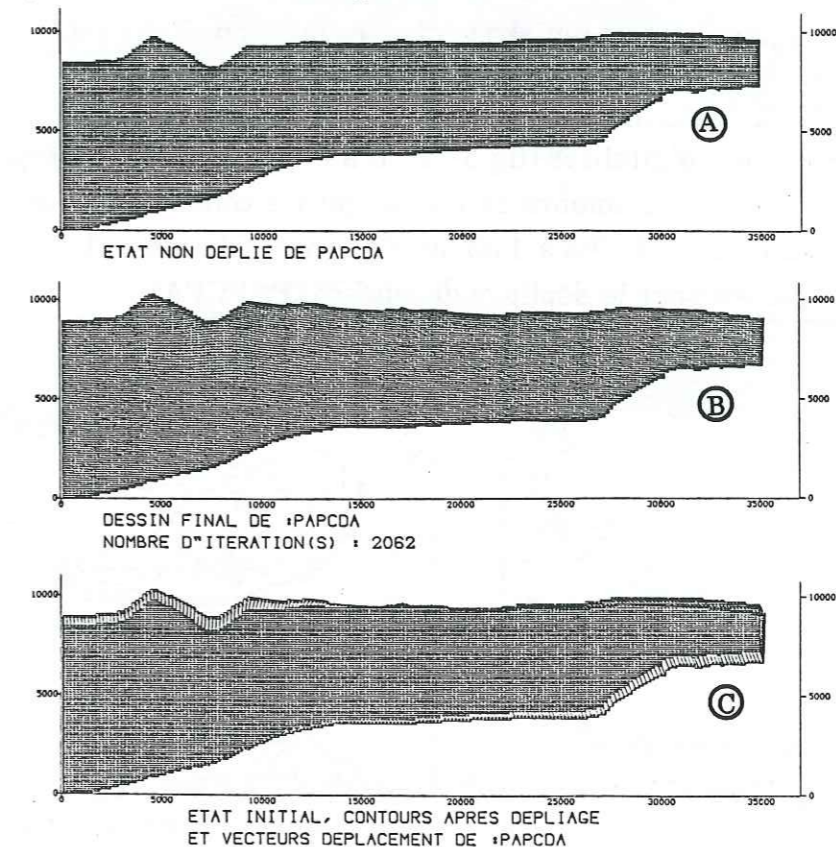 10000
10000
5000
5000
0
0
0 5000 10000 15000 20000 25000 30000 35000
A
ETAT NON DEPLIE DE PAPCDA
10000
10000
5000
5000
0
0
0 5000 10000 15000 20000 25000 30000 35000
B
DESSIN FINAL DE :PAPCDA
NOMBRE D"ITERATION(S) : 2062
10000
10000
5000
5000
0
0
0 5000 10000 15000 20000 25000 30000 35000
C
ETAT INITIAL, CONTOURS APRES DEPLIAGE
ET VECTEURS DEPLACEMENT DE :PAPCDA